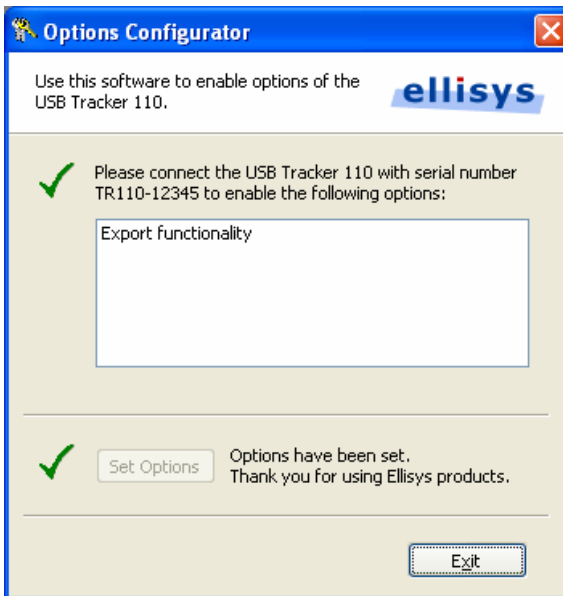 Options Configurator
Use this software to enable options of the
USB Tracker 110.
ellisys
Please connect the USB Tracker 110 with serial number
TR110-12345 to enable the following options:
Export functionality
Set Options
Options have been set.
Thank you for using Ellisys products.
Exit